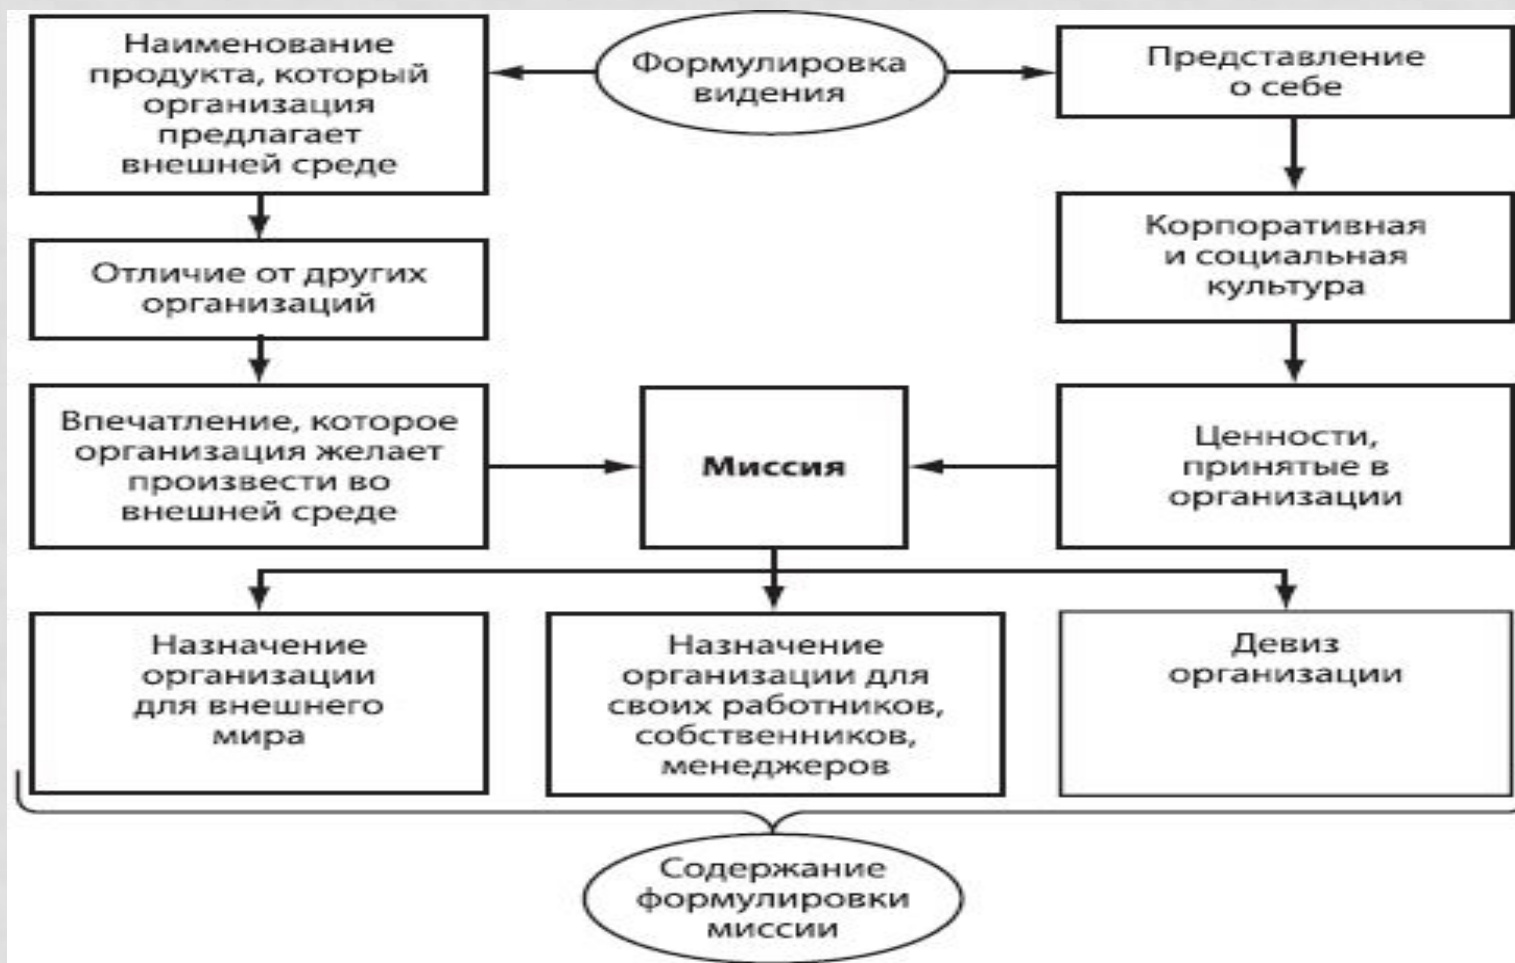 Наименование
продукта, который
организация
предлагает
внешней среде
Формулировка
видения
Представление
о себе
Отличие от других
организаций
Корпоративная
и социальная
культура
Впечатление, которое
организация желает
произвести во
внешней среде
Миссия
Ценности,
принятые в
организации
Назначение
организации
для внешнего
мира
Назначение
организации для
своих работников,
собственников,
менеджеров
Девиз
организации
Содержание
формулировки
миссии